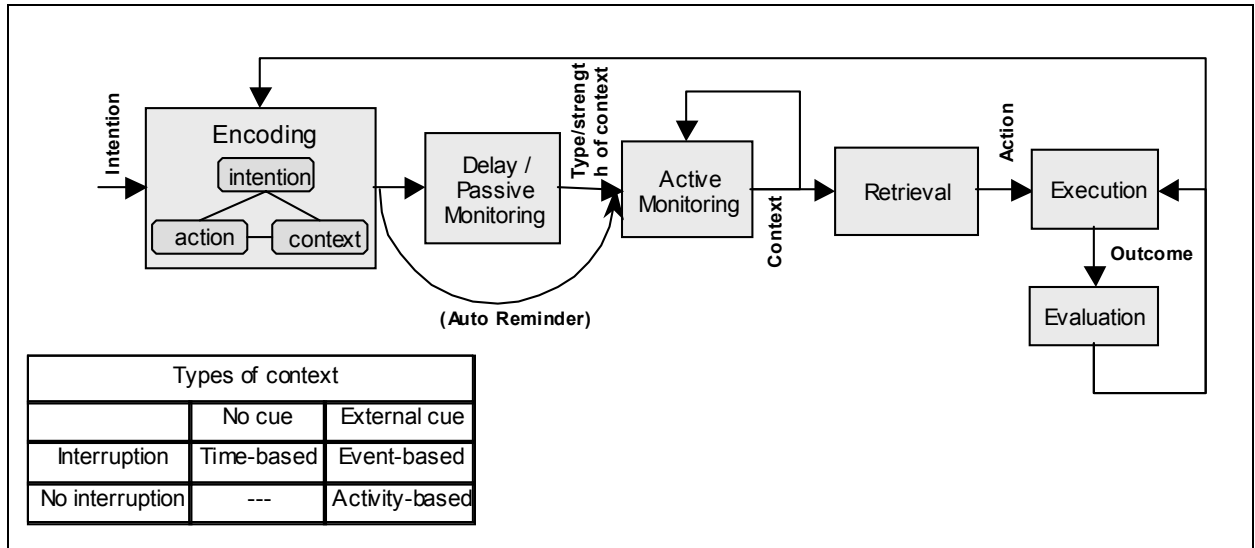 Intention
Encoding
intention
action
context
Delay /
Passive
Monitoring
Type/strengt
h of context
(Auto Reminder)
Active
Monitoring
Context
Retrieval
Action
Execution
Outcome
Evaluation
Types of context
No cue External cue
Interruption Time-based Event-based
No interruption --- Activity-based